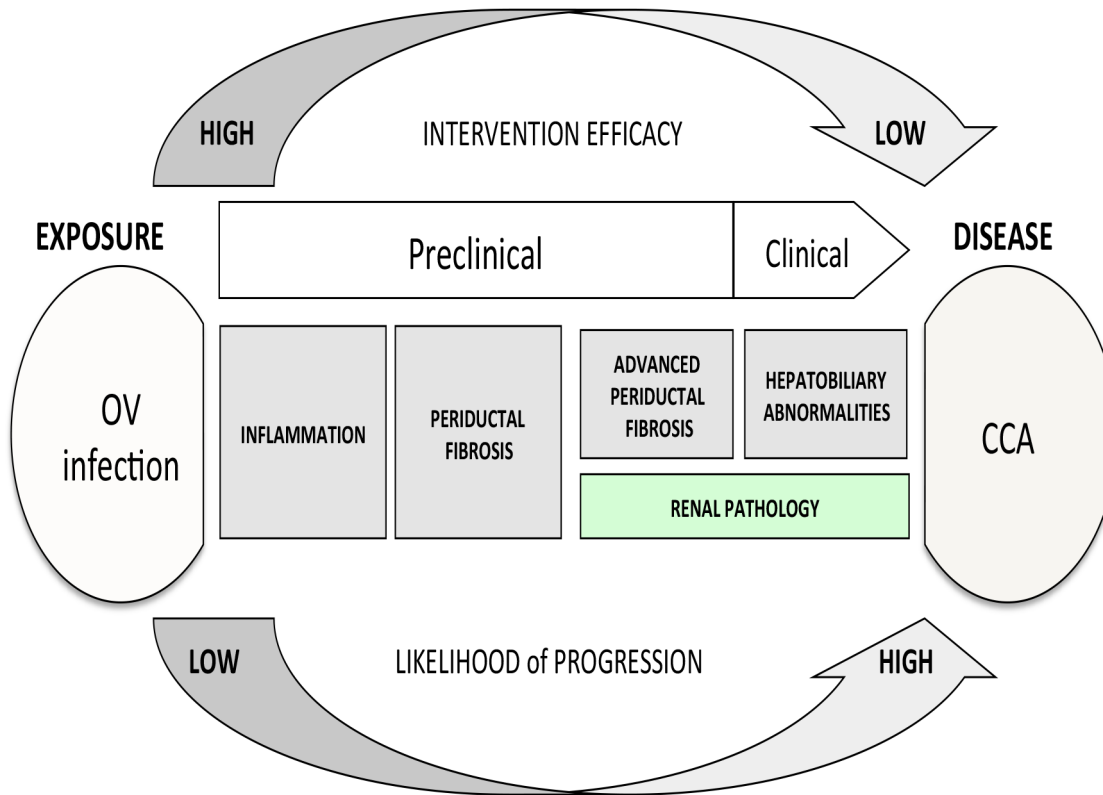 HIGH
INTERVENTION EFFICACY
LOW
EXPOSURE
Preclinical
Clinical
DISEASE
OV
infection
INFLAMMATION
PERIDUCTAL
FIBROSIS
ADVANCED
PERIDUCTAL
FIBROSIS
HEPATOBILIARY
ABNORMALITIES
RENAL PATHOLOGY
CCA
LOW
LIKELIHOOD of PROGRESSION
HIGH